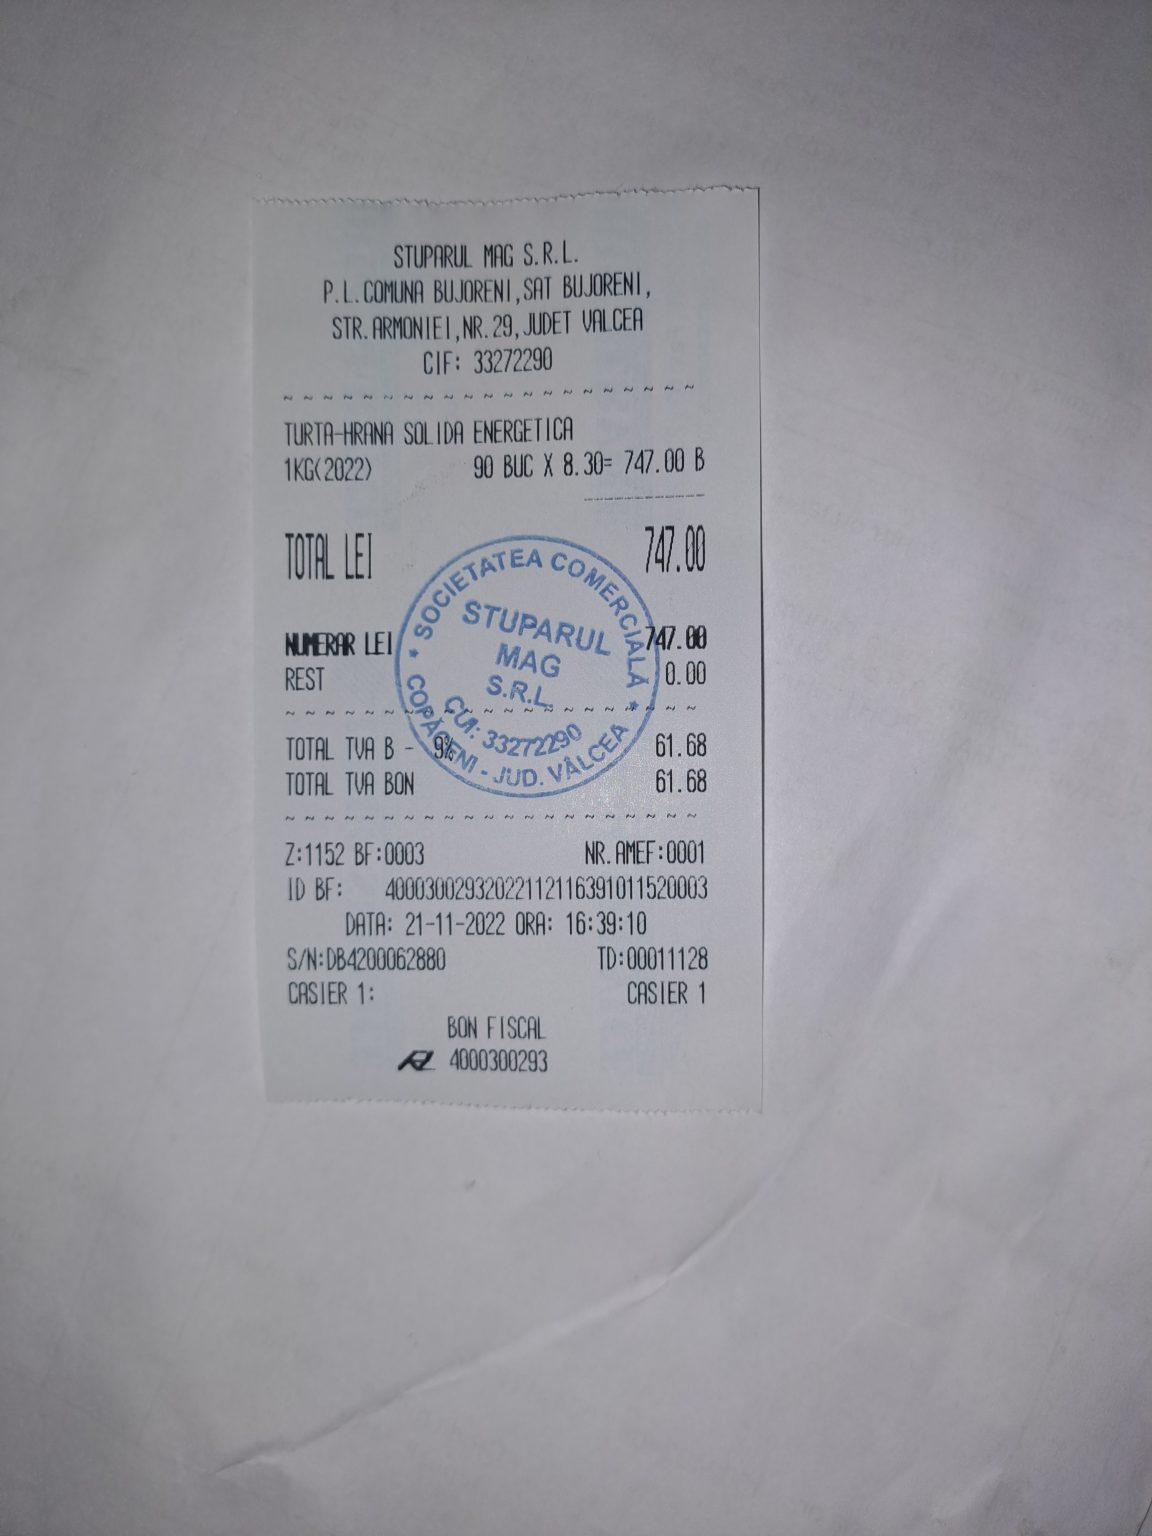 STUPARUL MAG S.R.L.
P.L.COMUNA BUJORENI,SAT BUJORENI,
STR.ARMONIEI,NR.29,JUDET VALCEA
CIF: 33272290
TURTA-HRANA SOLIDA ENERGETICA
1KG(2022) 90 BUC X 8.30= 747.00 B
TOTAL LEI 747.00
NUMERAR LEI 747.00
REST 0.00
TOTAL TVA B - 9% 61.68
TOTAL TVA BON 61.68
* SOCIETATEA COMERCIALĂ *
STUPARUL
MAG
S.R.L.
CUI: 33272290
COPĂCENI - JUD. VÂLCEA
Z:1152 BF:0003 NR.AMEF:0001
ID BF: 40003002932022112116391011520003
DATA: 21-11-2022 ORA: 16:39:10
S/N:DB4200062880 TD:00011128
CASIER 1: CASIER 1
BON FISCAL
4000300293